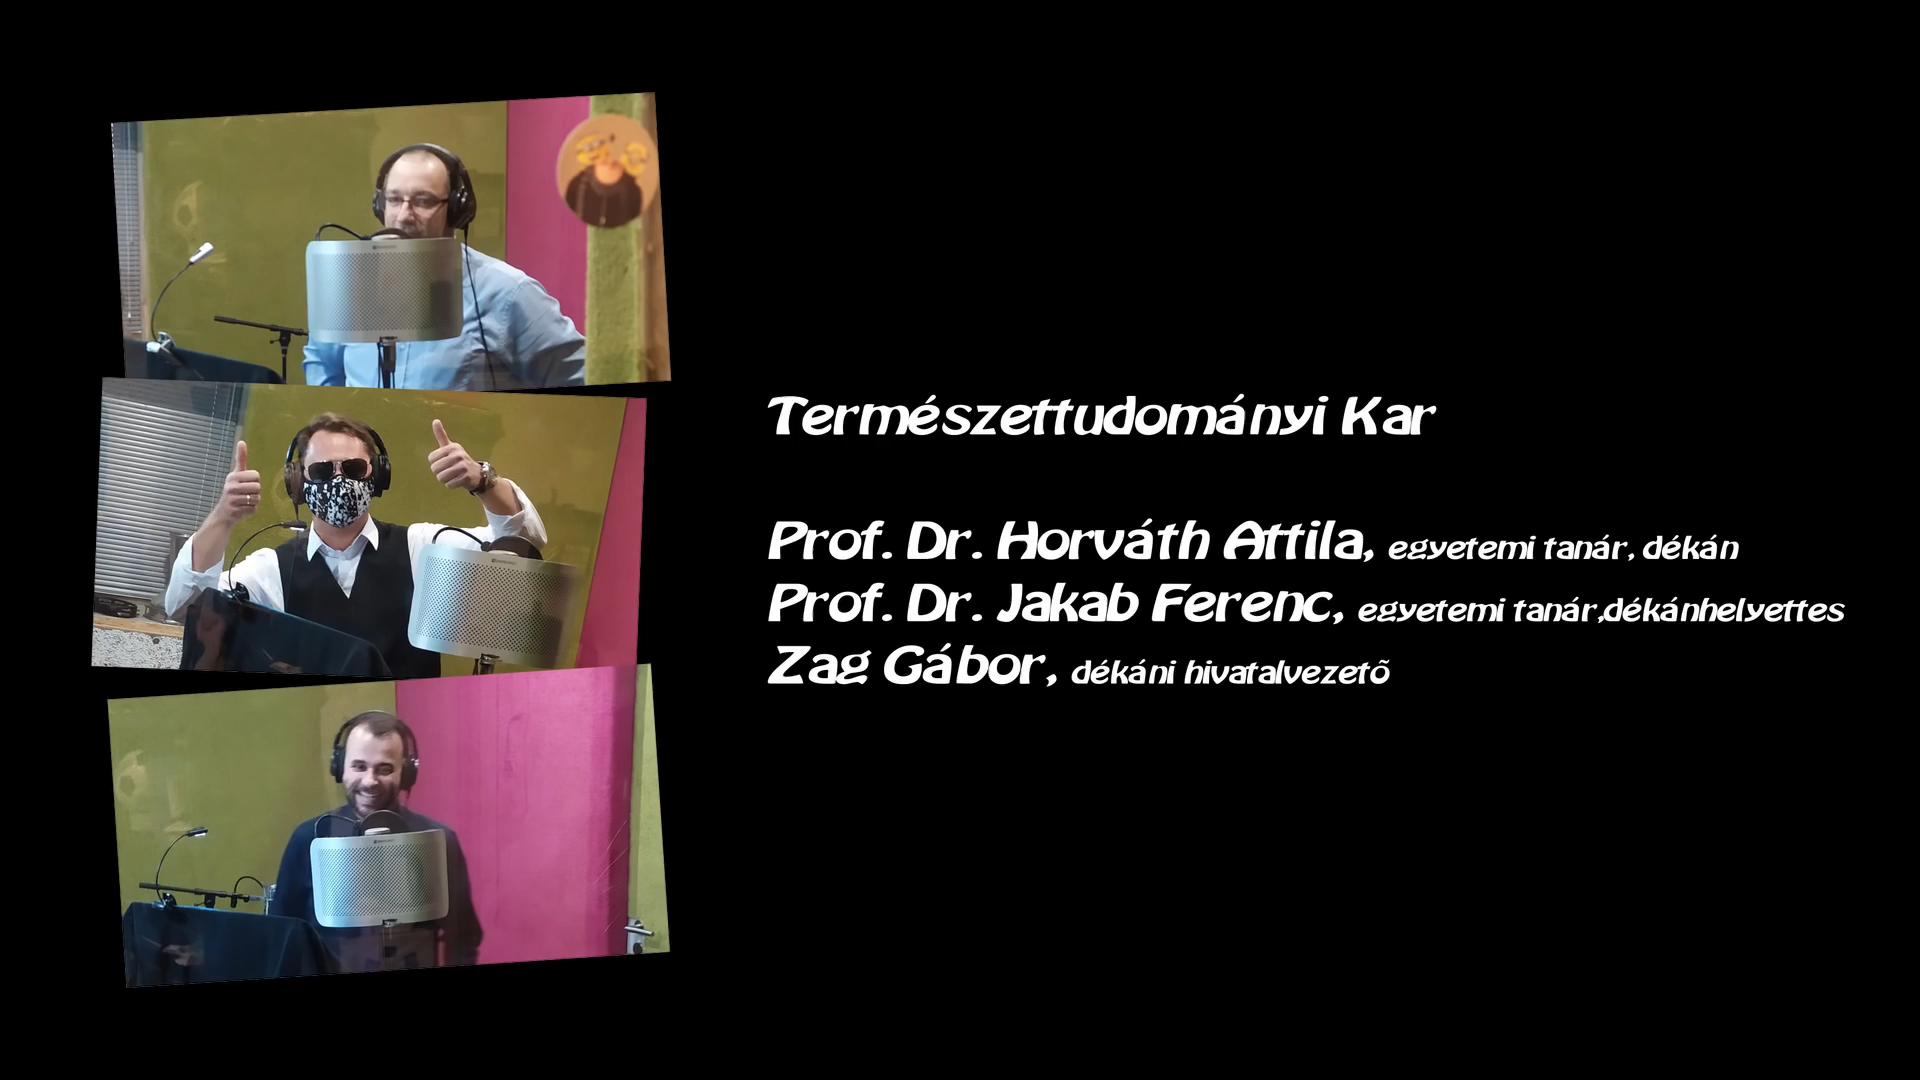 Természettudományi Kar
Prof. Dr. Horváth Attila, egyetemi tanár, dékán
Prof. Dr. Jakab Ferenc, egyetemi tanár,dékánhelyettes
Zag Gábor, dékáni hivatalvezetõ